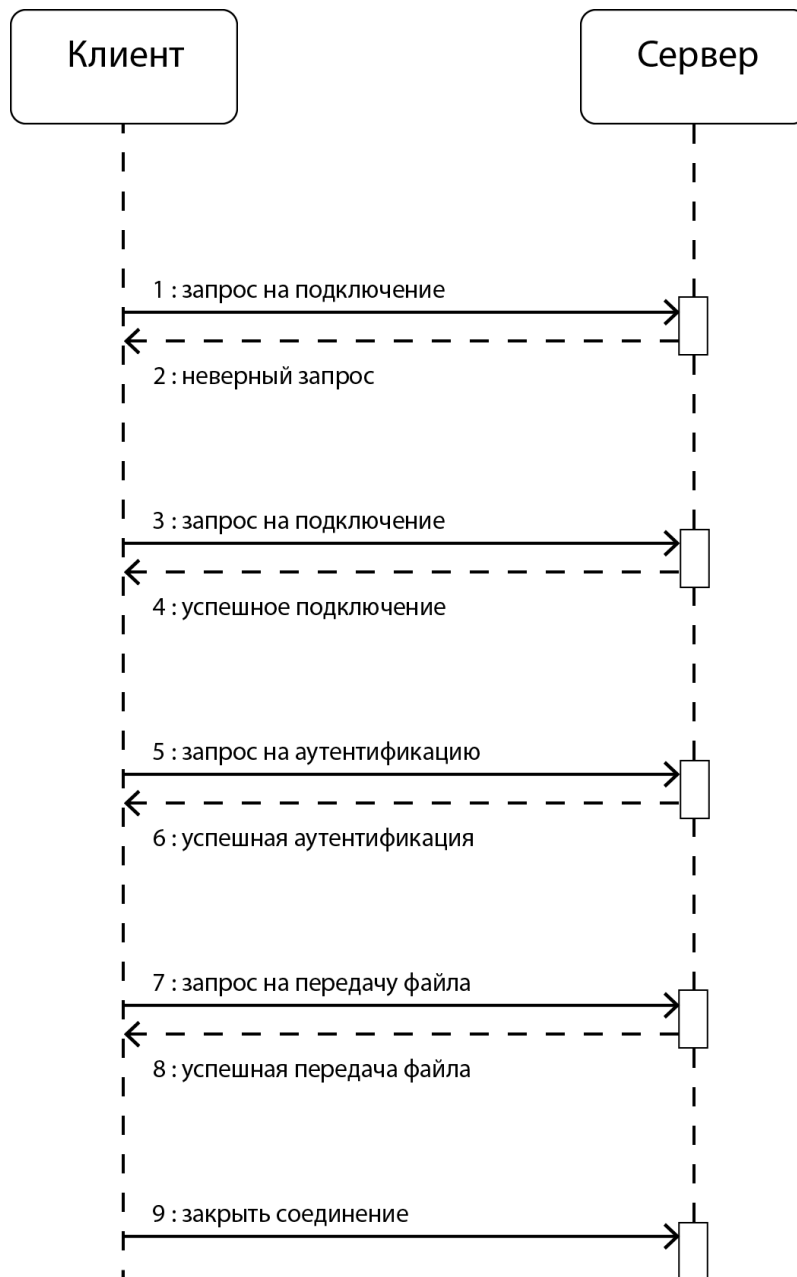 Клиент
Сервер
1 : запрос на подключение
2 : неверный запрос
3 : запрос на подключение
4 : успешное подключение
5 : запрос на аутентификацию
6 : успешная аутентификация
7 : запрос на передачу файла
8 : успешная передача файла
9 : закрыть соединение